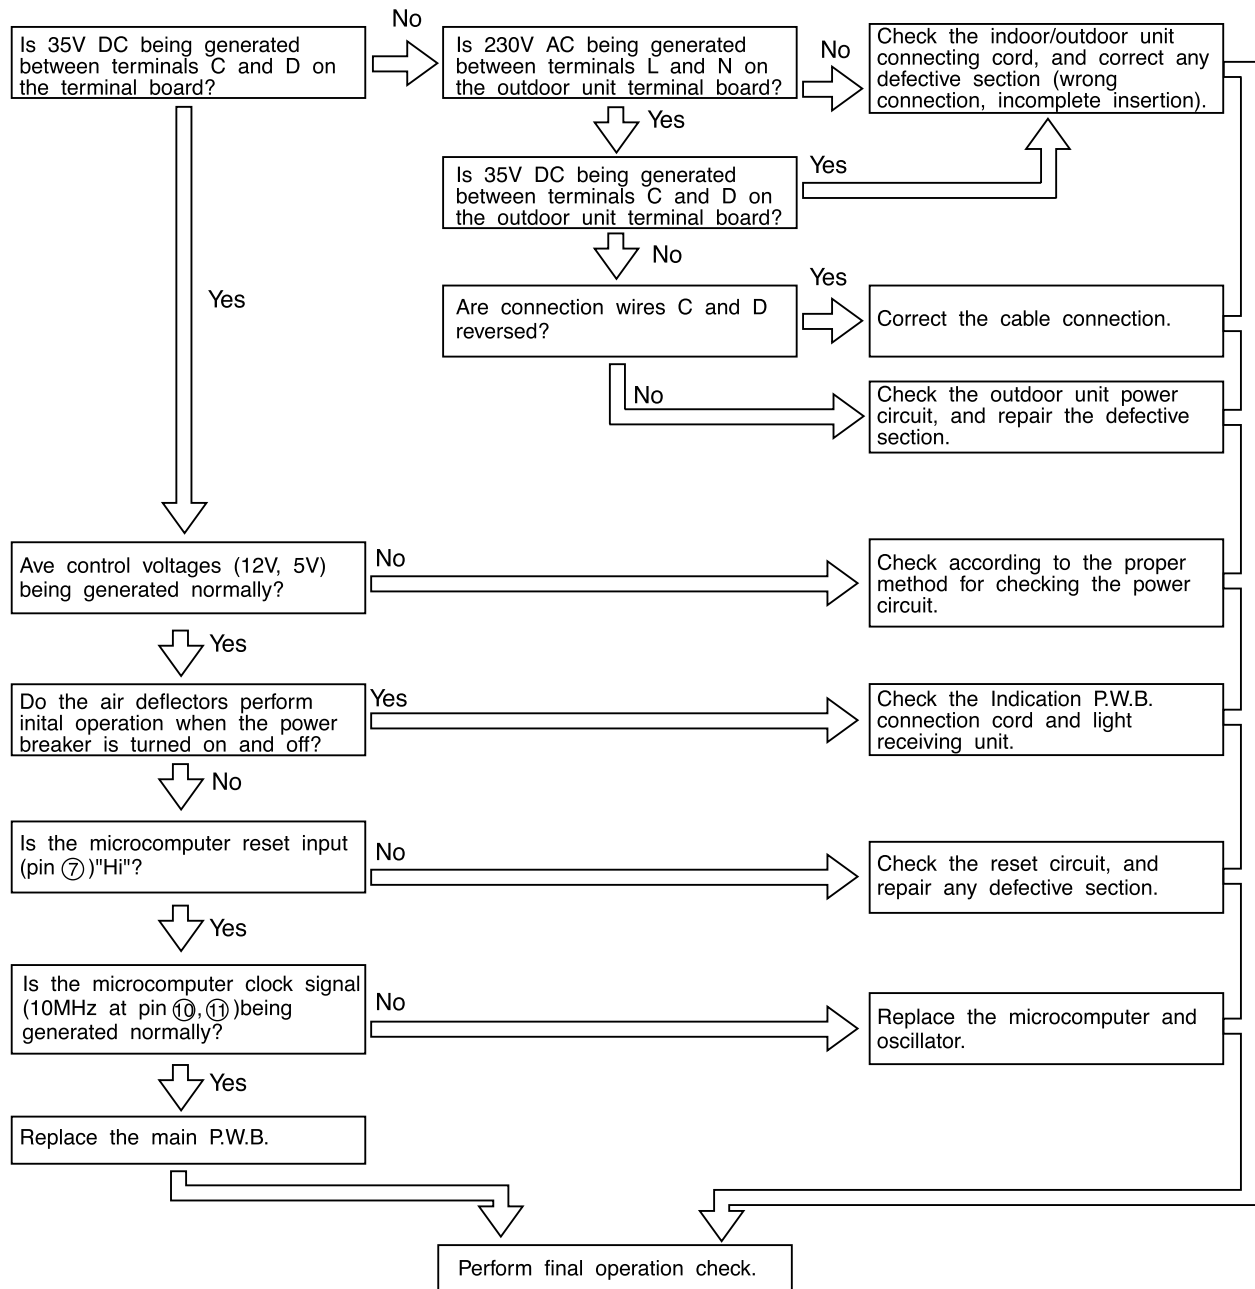 Is 35V DC being generated
between terminals C and D on
the terminal board?
No
Is 230V AC being generated
between terminals L and N on
the outdoor unit terminal board?
No
Check the indoor/outdoor unit
connecting cord, and correct any
defective section (wrong
connection, incomplete insertion).
Yes
Is 35V DC being generated
between terminals C and D on
the outdoor unit terminal board?
Yes
No
Are connection wires C and D
reversed?
Yes
Correct the cable connection.
No
Check the outdoor unit power
circuit, and repair the defective
section.
Yes
Ave control voltages (12V, 5V)
being generated normally?
No
Check according to the proper
method for checking the power
circuit.
Yes
Do the air deflectors perform
inital operation when the power
breaker is turned on and off?
Yes
Check the Indication P.W.B.
connection cord and light
receiving unit.
No
Is the microcomputer reset input
(pin ⑦)"Hi"?
No
Check the reset circuit, and
repair any defective section.
Yes
Is the microcomputer clock signal
(10MHz at pin ⑩,⑪)being
generated normally?
No
Replace the microcomputer and
oscillator.
Yes
Replace the main P.W.B.
Perform final operation check.